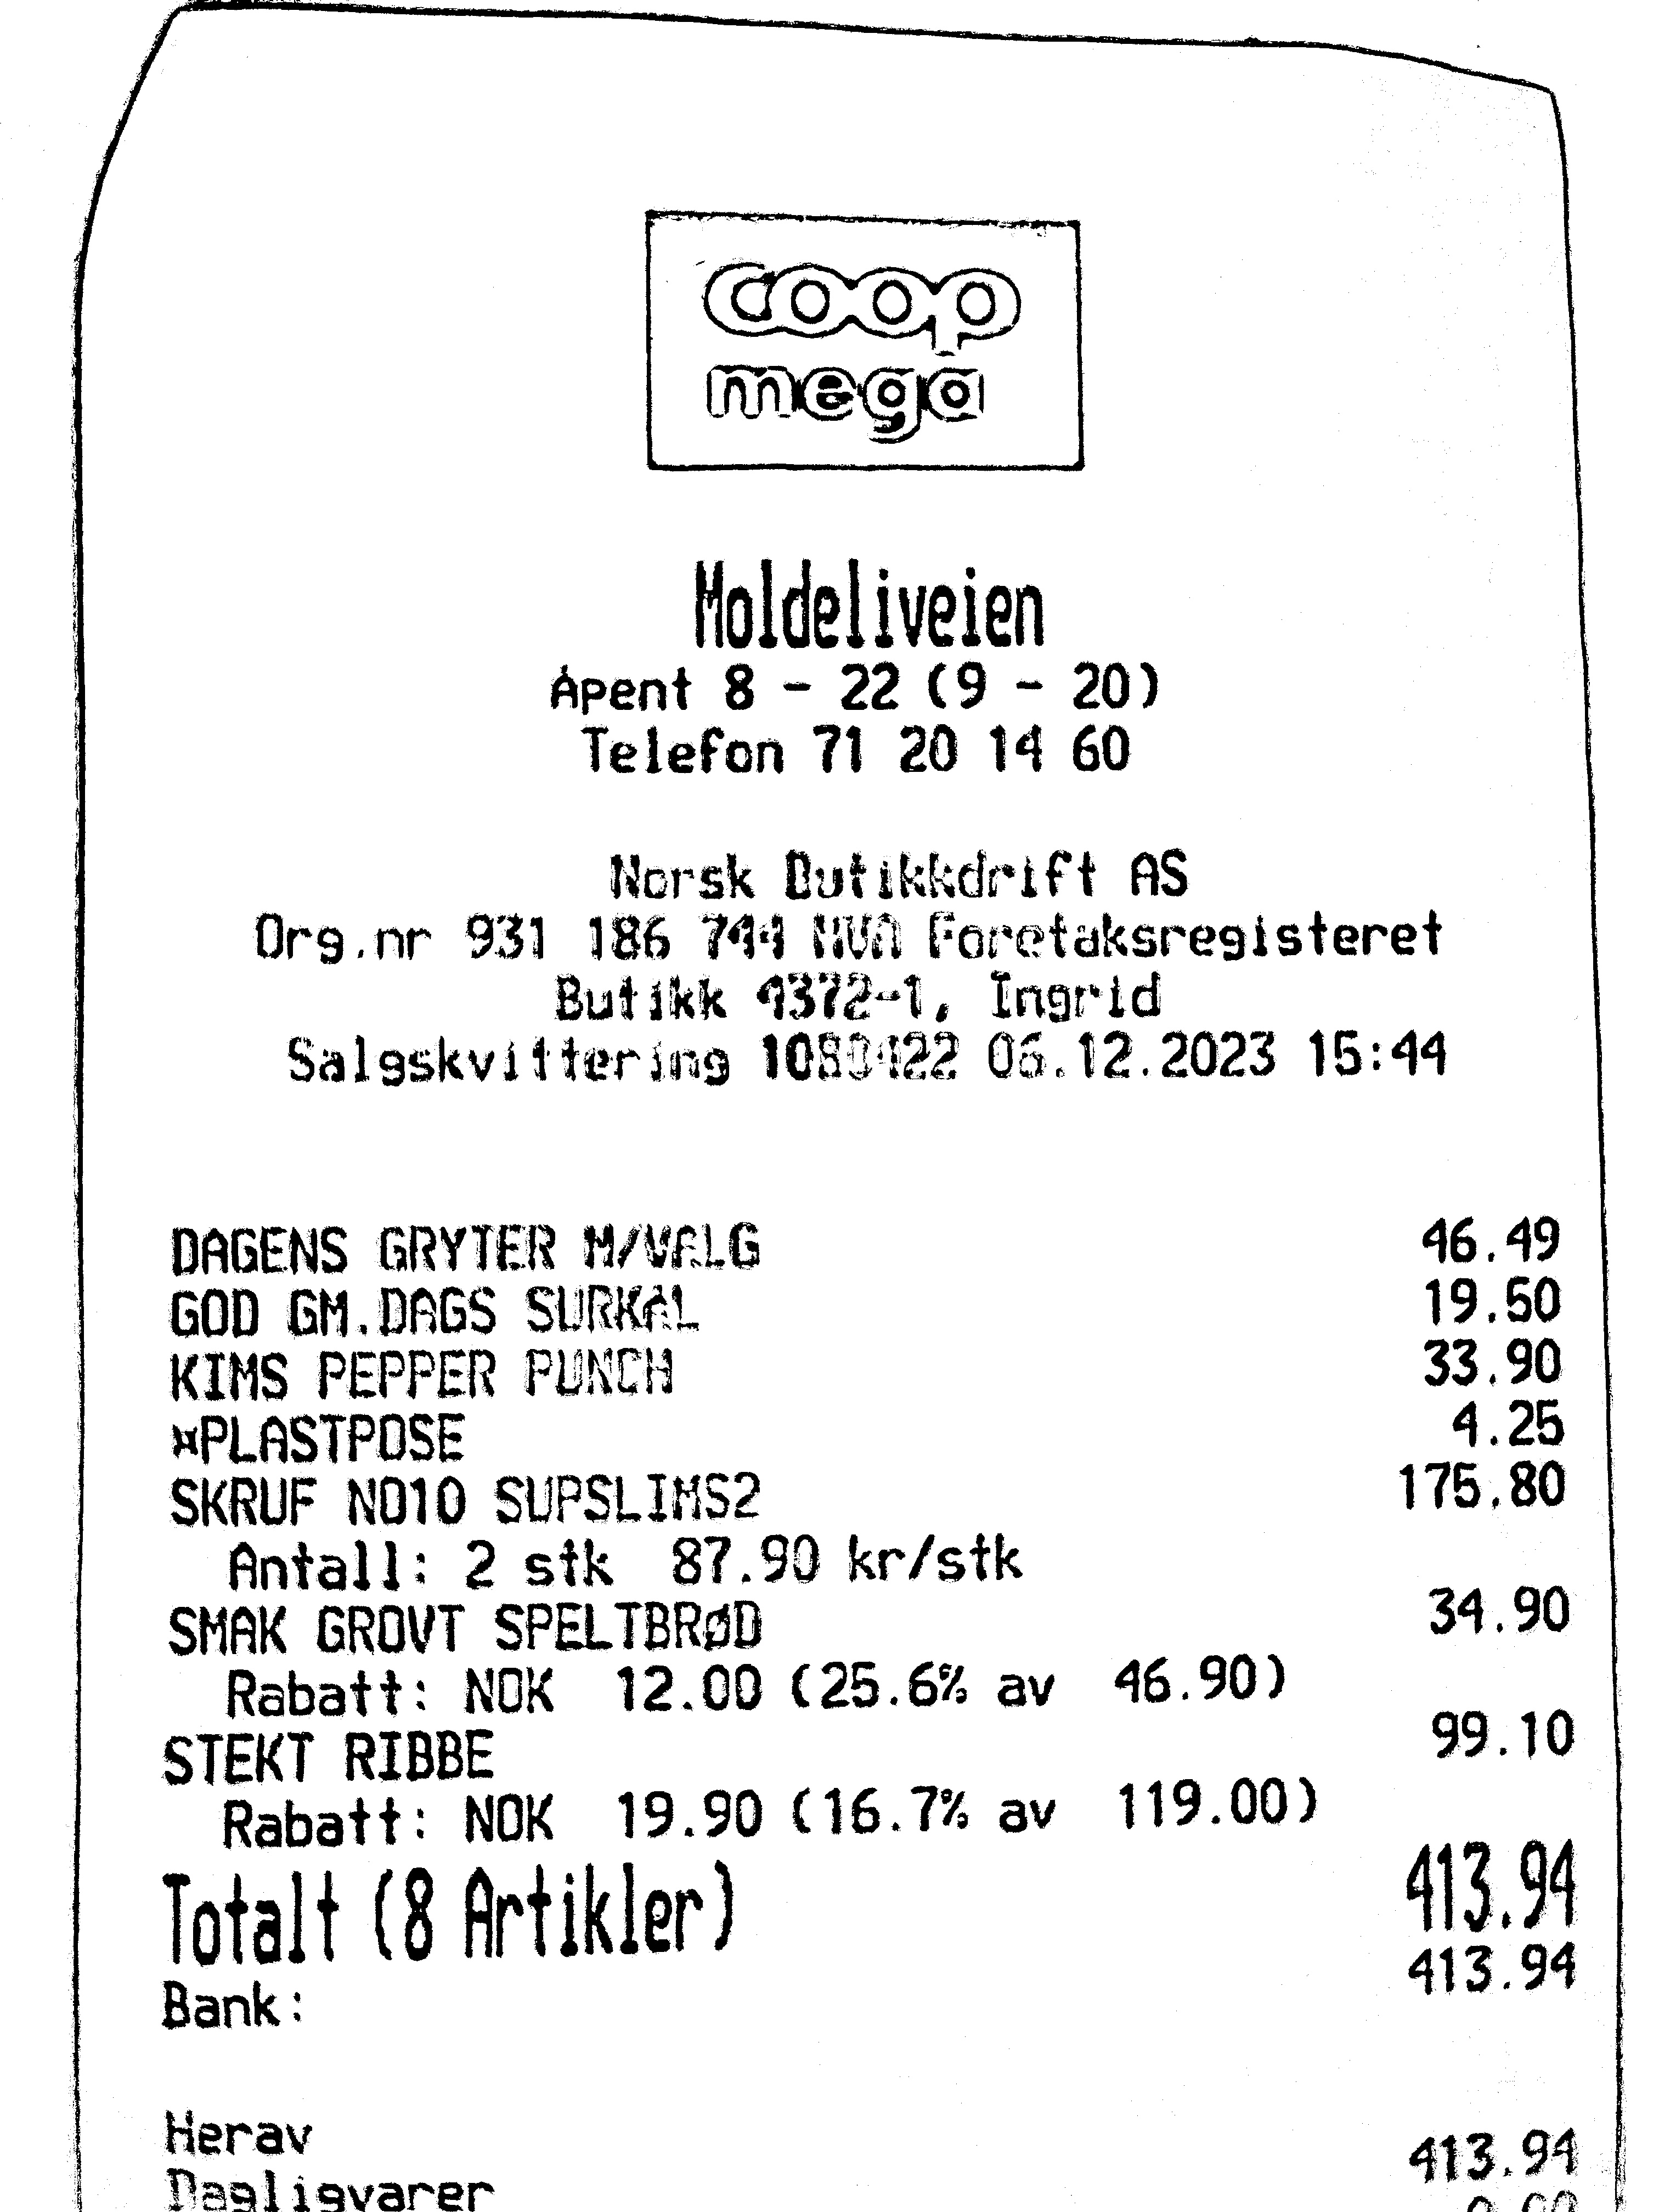 coop
mega
Moldeliveien
Åpent 8 - 22 (9 - 20)
Telefon 71 20 14 60
Norsk Butikkdrift AS
Org.nr 931 186 744 MVA Foretaksregisteret
Butikk 4372-1, Ingrid
Salgskvittering 06.12.2023 15:44
DAGENS GRYTER M/VALG 46.49
GOD GM.DAGS SURKÅL 19.50
KIMS PEPPER PUNCH 33.90
¤PLASTPOSE 4.25
SKRUF NO10 SUPSLIMS2 175.80
Antall: 2 stk 87.90 kr/stk
SMAK GROVT SPELTBRØD 34.90
Rabatt: NOK 12.00 (25.6% av 46.90)
STEKT RIBBE 99.10
Rabatt: NOK 19.90 (16.7% av 119.00)
Totalt (8 Artikler) 413.94
Bank: 413.94
Herav
Dagligvarer 413.94